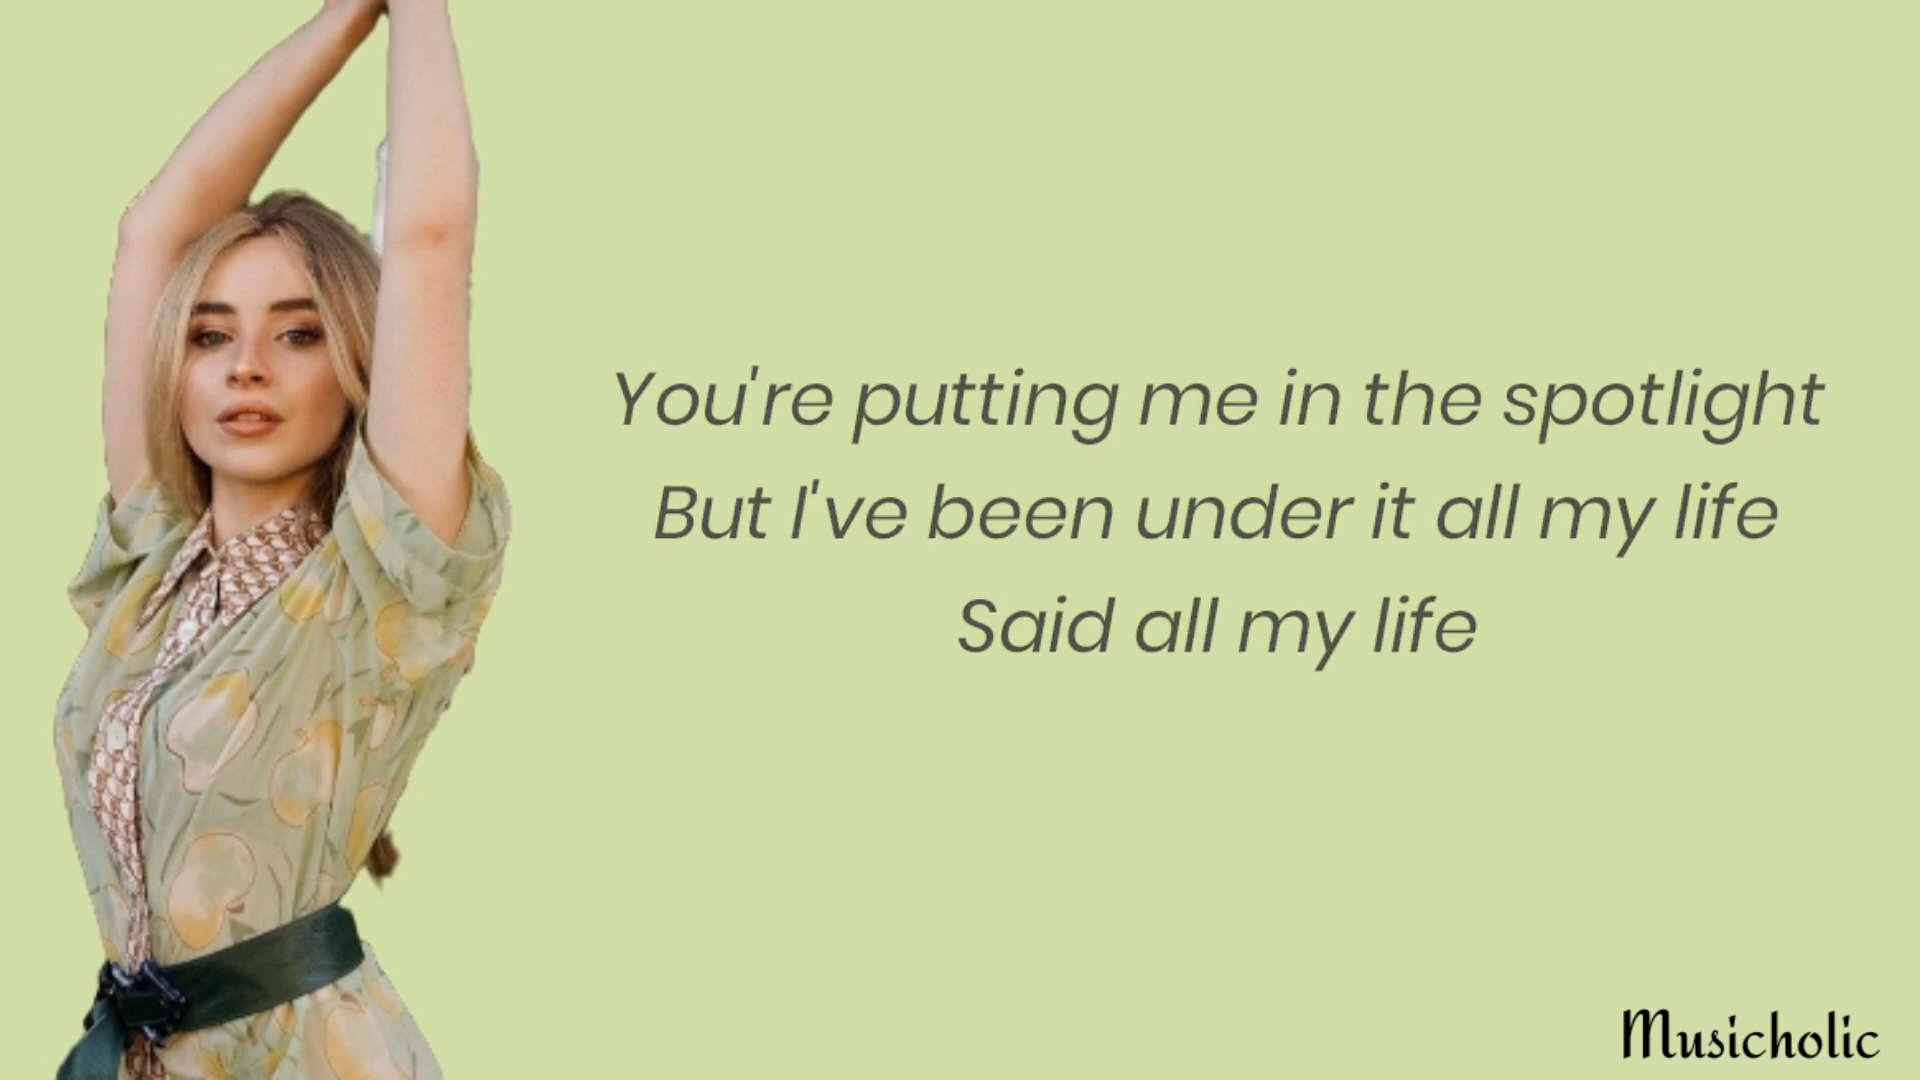 You're putting me in the spotlight
But I've been under it all my life
Said all my life
Musicholic